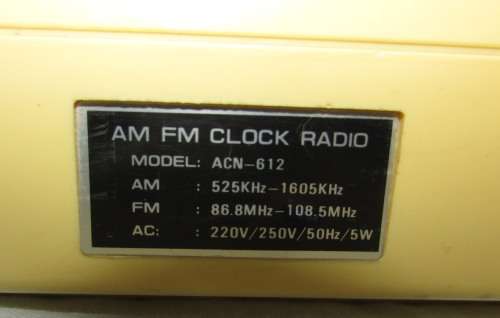 AM FM CLOCK RADIO
MODEL: ACN-612
AM : 525KHz-1605KHz
FM : 86.8MHz-108.5MHz
AC: : 220V/250V/50Hz/5W